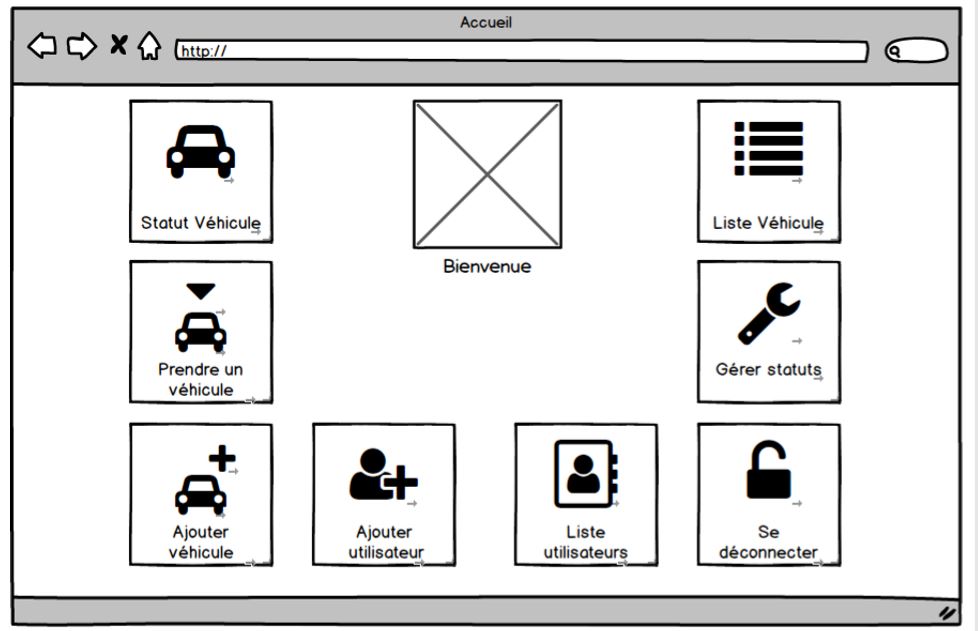 Accueil
http://
Statut Véhicule
Bienvenue
Liste Véhicule
Prendre un
véhicule
Gérer statuts
Ajouter
véhicule
Ajouter
utilisateur
Liste
utilisateurs
Se
déconnecter